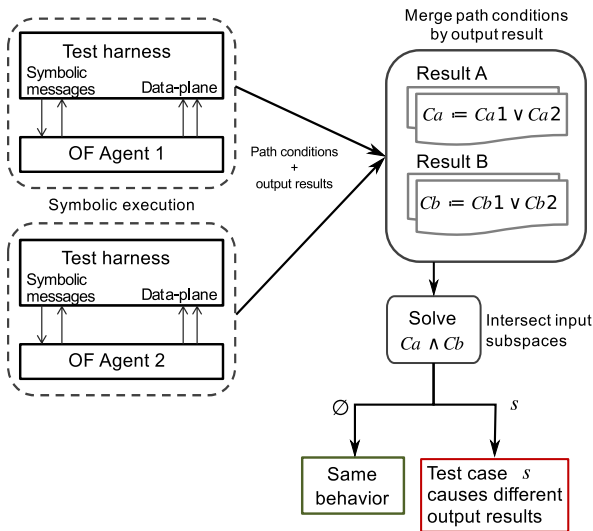 Test harness
Symbolic
messages
Data-plane
OF Agent 1
Symbolic execution
Test harness
Symbolic
messages
Data-plane
OF Agent 2
Path conditions
+
output results
Merge path conditions
by output result
Result A
Ca ≔ Ca1 ∨ Ca2
Result B
Cb ≔ Cb1 ∨ Cb2
Solve
Ca ∧ Cb
Intersect input
subspaces
∅
s
Same
behavior
Test case s
causes different
output results